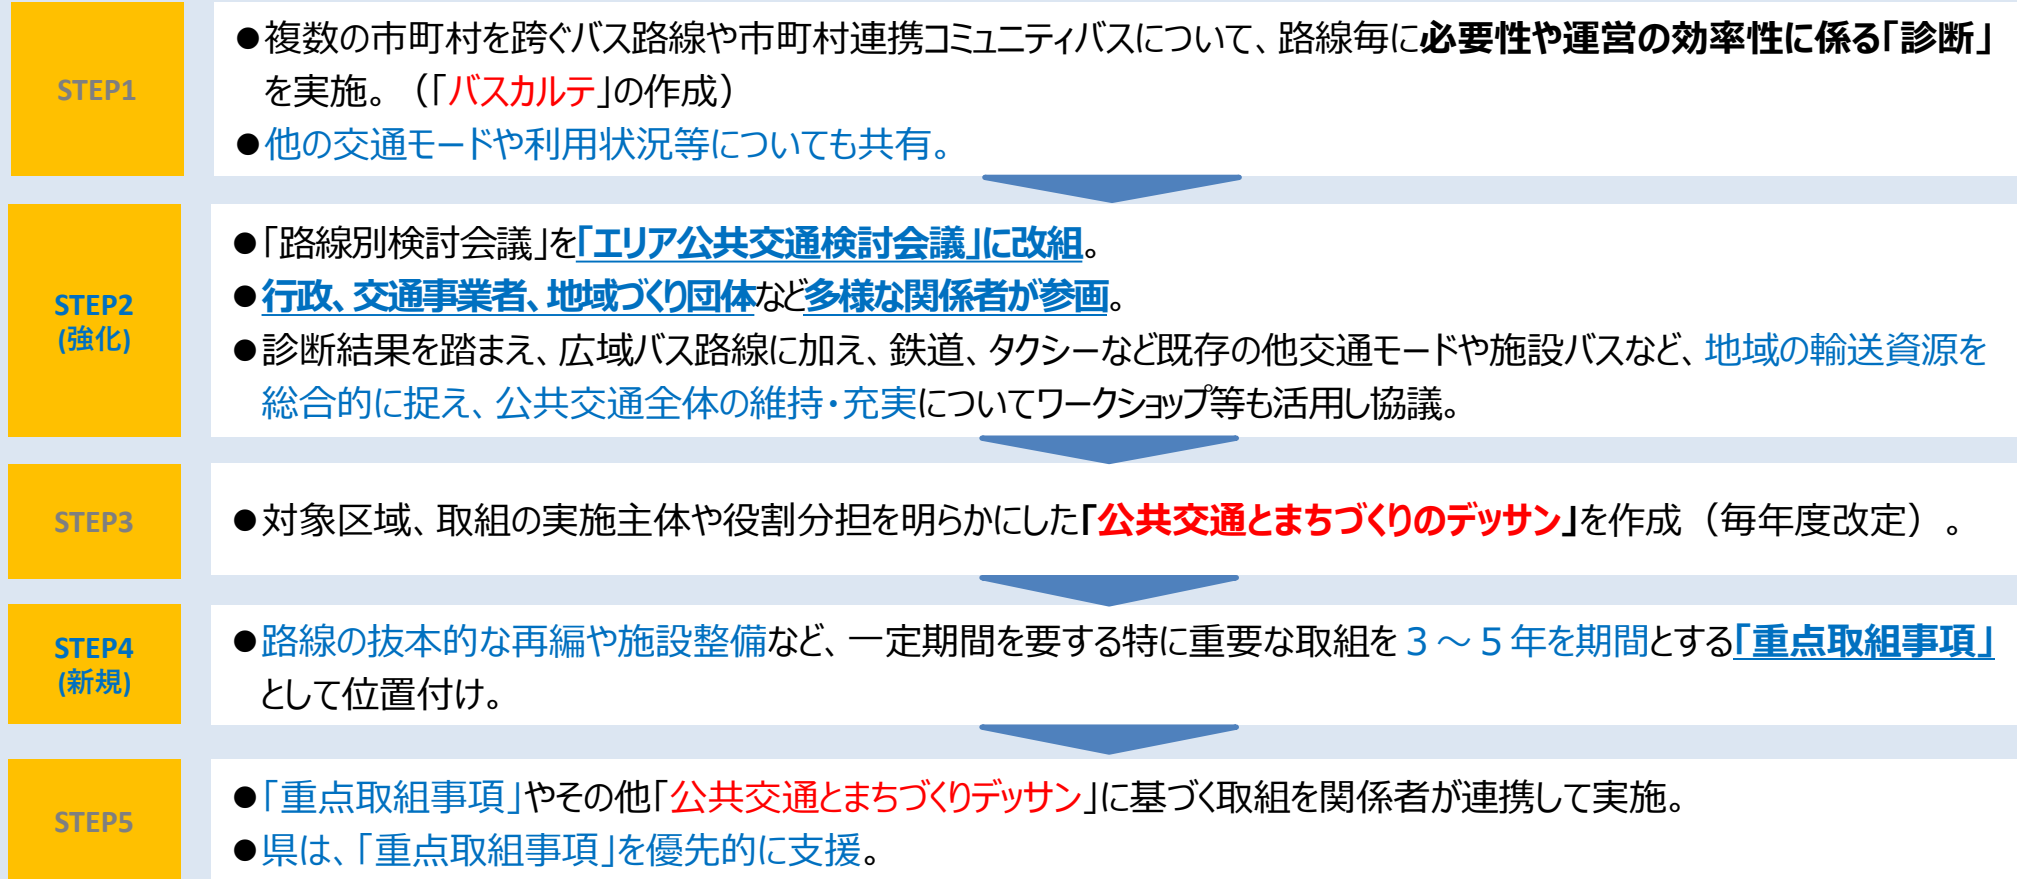 STEP1
●複数の市町村を跨ぐバス路線や市町村連携コミュニティバスについて、路線毎に必要性や運営の効率性に係る「診断」
を実施。（「バスカルテ」の作成）
●他の交通モードや利用状況等についても共有。
STEP2
(強化)
●「路線別検討会議」を「エリア公共交通検討会議」に改組。
●行政、交通事業者、地域づくり団体など多様な関係者が参画。
●診断結果を踏まえ、広域バス路線に加え、鉄道、タクシーなど既存の他交通モードや施設バスなど、地域の輸送資源を
総合的に捉え、公共交通全体の維持・充実についてワークショップ等も活用し協議。
STEP3
●対象区域、取組の実施主体や役割分担を明らかにした「公共交通とまちづくりのデッサン」を作成（毎年度改定）。
STEP4
(新規)
●路線の抜本的な再編や施設整備など、一定期間を要する特に重要な取組を３～５年を期間とする「重点取組事項」
として位置付け。
STEP5
●「重点取組事項」やその他「公共交通とまちづくりデッサン」に基づく取組を関係者が連携して実施。
●県は、「重点取組事項」を優先的に支援。